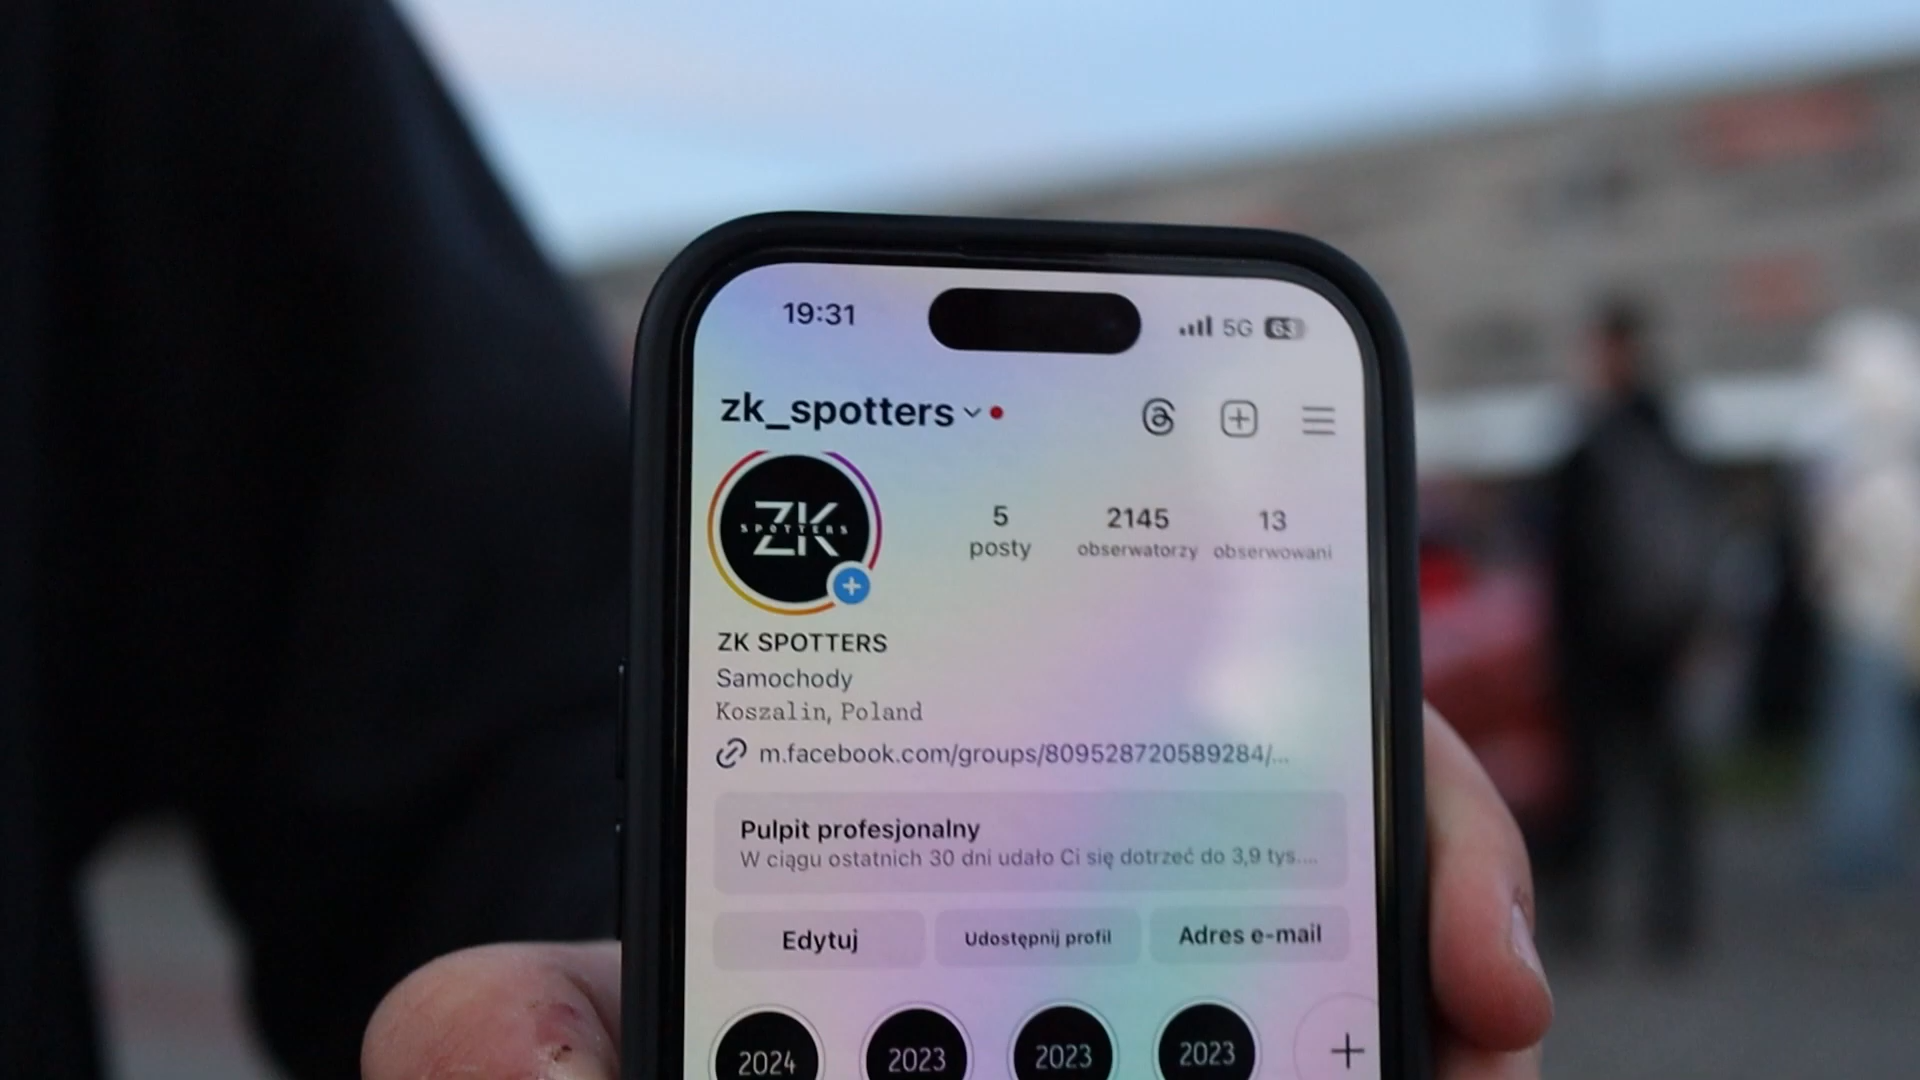 19:31
5G 63
zk_spotters
ZK
SPOTTERS
5
posty
2145
obserwatorzy
13
obserwowani
ZK SPOTTERS
Samochody
Koszalin, Poland
m.facebook.com/groups/809528720589284/...
Pulpit profesjonalny
W ciągu ostatnich 30 dni udało Ci się dotrzeć do 3,9 tys....
Edytuj
Udostępnij profil
Adres e-mail
2024
2023
2023
2023